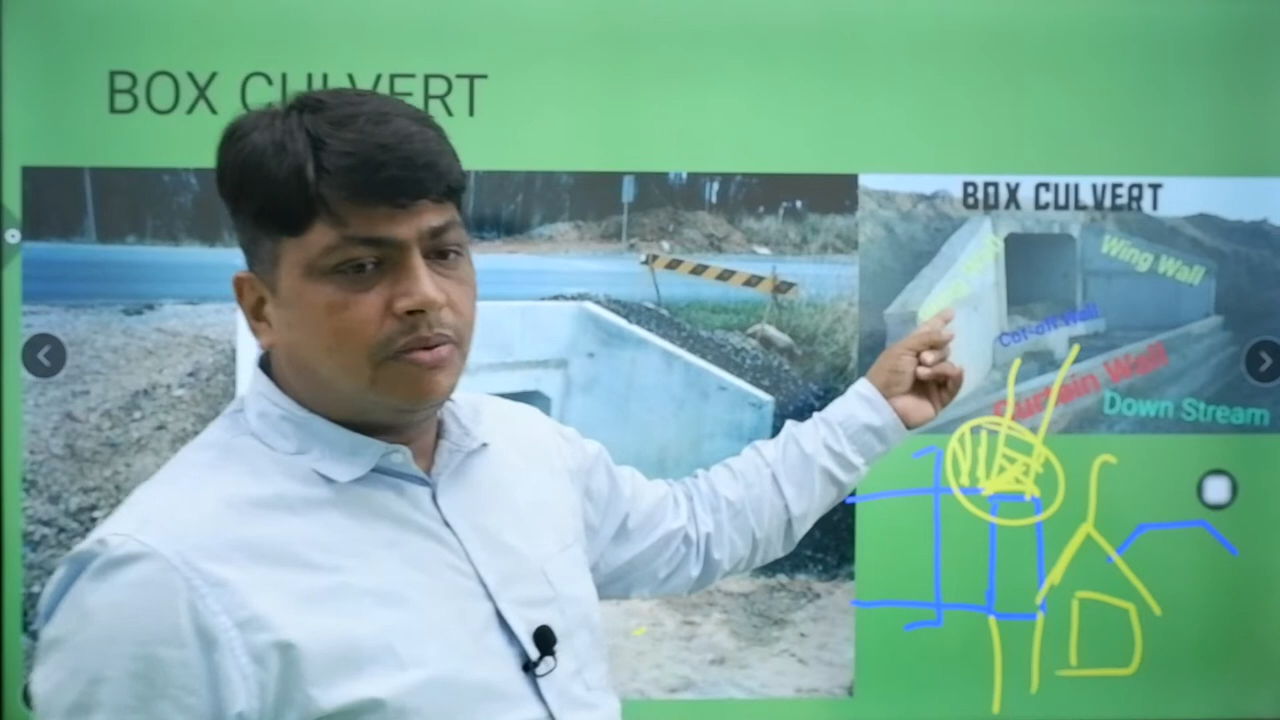 BOX CULVERT
BOX CULVERT
Wing Wall
Cut-off Wall
Curtain Wall
Down Stream